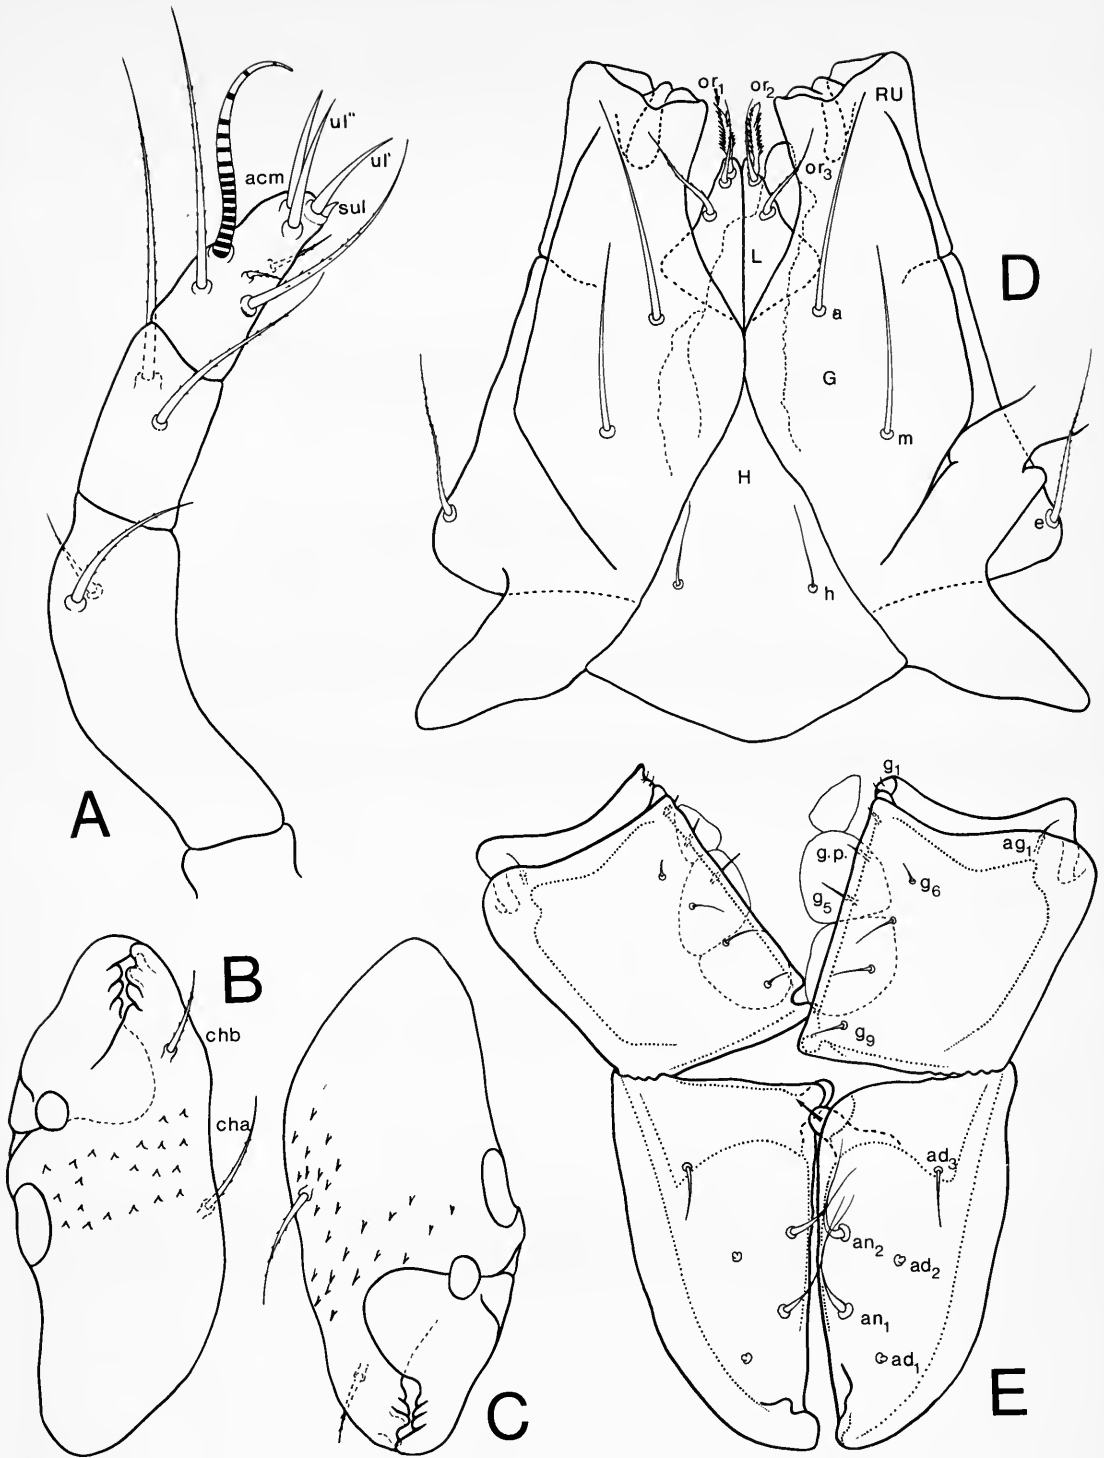 A
acm
ul"
ul'
sul
B
chb
cha
C
D
or₁
or₂
RU
or₃
L
a
G
m
H
e
h
E
g₁
g.p.
ag₁
g₅
g₆
g₉
ad₃
an₂
ad₂
an₁
ad₁